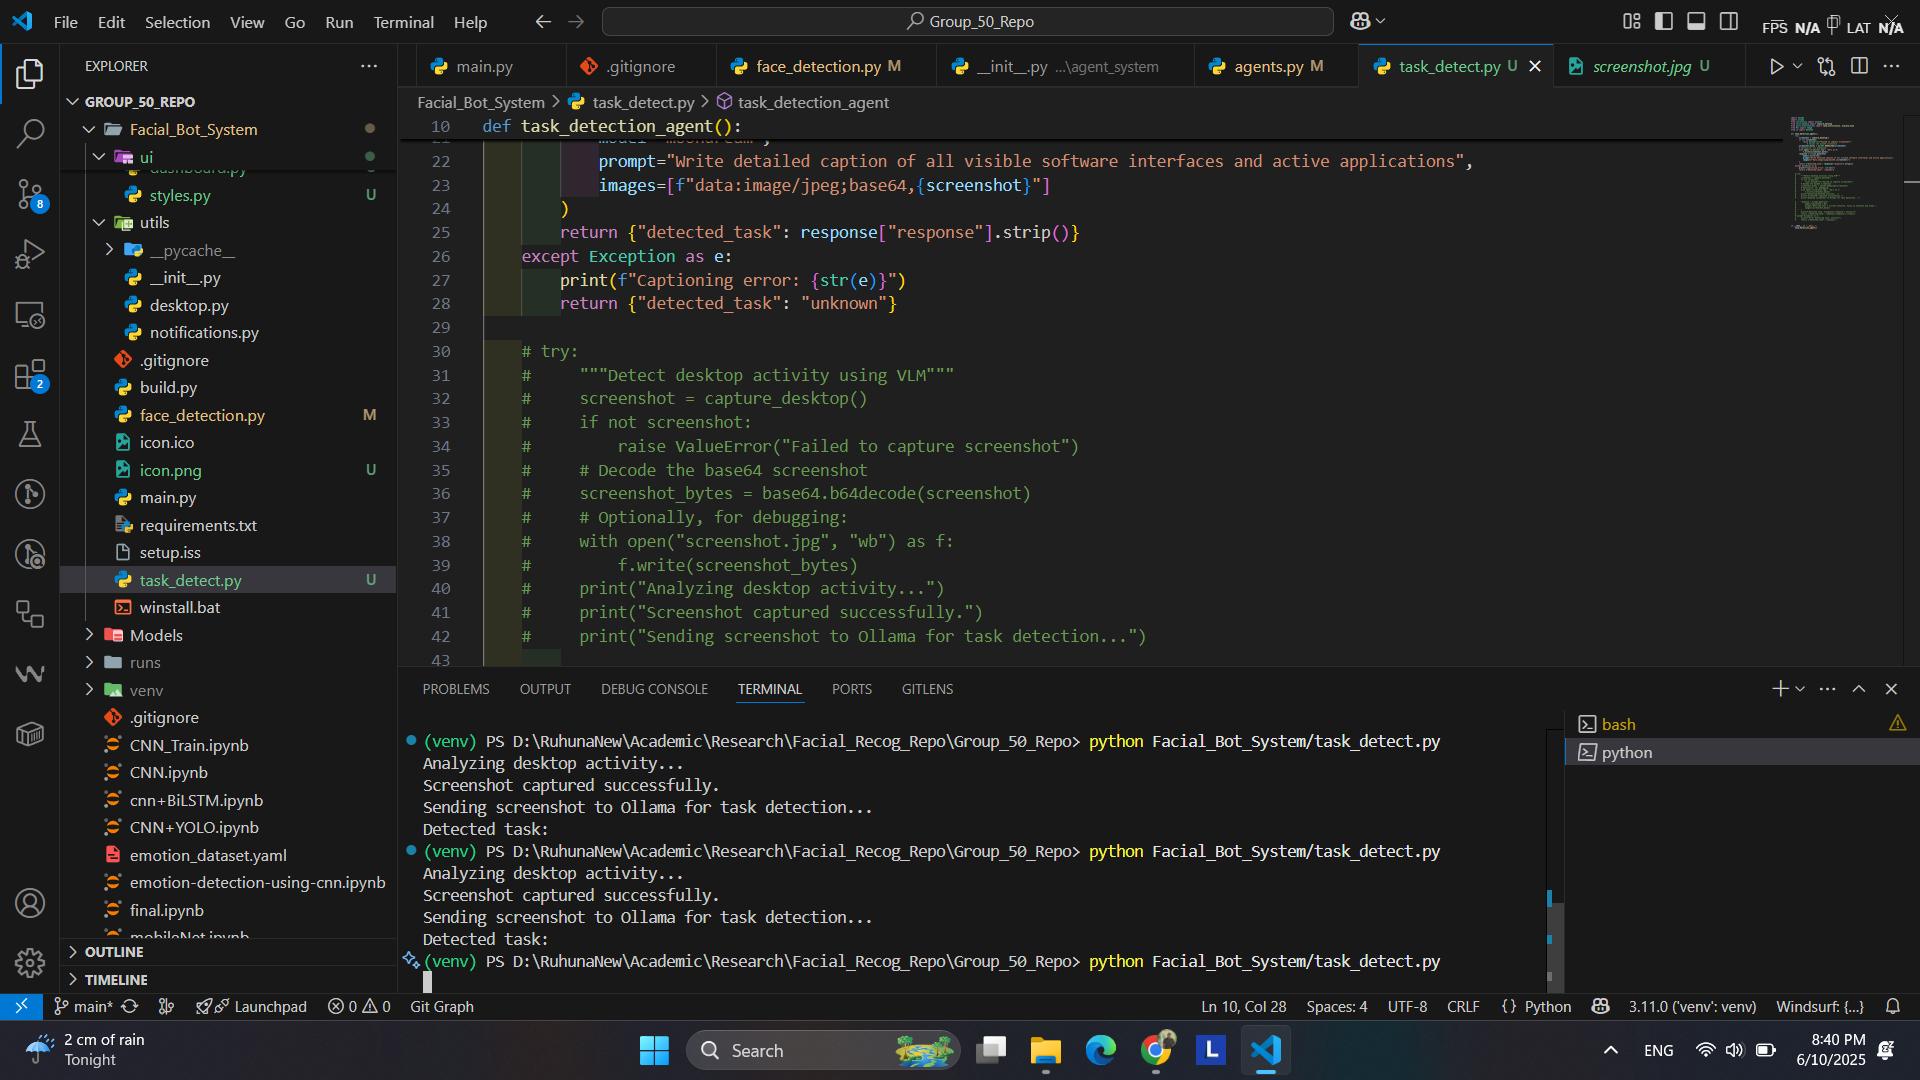 File Edit Selection View Go Run Terminal Help
Group_50_Repo
FPS N/A LAT N/A
EXPLORER
main.py
.gitignore
face_detection.py M
__init__.py ...\agent_system
agents.py M
task_detect.py U
screenshot.jpg U
GROUP_50_REPO
Facial_Bot_System
ui
dashboard.py
styles.py U
utils
__pycache__
__init__.py
desktop.py
notifications.py
.gitignore
build.py
face_detection.py M
icon.ico
icon.png U
main.py
requirements.txt
setup.iss
task_detect.py U
winstall.bat
Models
runs
venv
.gitignore
CNN_Train.ipynb
CNN.ipynb
cnn+BiLSTM.ipynb
CNN+YOLO.ipynb
emotion_dataset.yaml
emotion-detection-using-cnn.ipynb
final.ipynb
mobileNet.ipynb
OUTLINE
TIMELINE
8
2
Facial_Bot_System > task_detect.py > task_detection_agent
10 def task_detection_agent():
21 model="moondream",
22 prompt="Write detailed caption of all visible software interfaces and active applications",
23 images=[f"data:image/jpeg;base64,{screenshot}"]
24 )
25 return {"detected_task": response["response"].strip()}
26 except Exception as e:
27 print(f"Captioning error: {str(e)}")
28 return {"detected_task": "unknown"}
29
30 # try:
31 # """Detect desktop activity using VLM"""
32 # screenshot = capture_desktop()
33 # if not screenshot:
34 # raise ValueError("Failed to capture screenshot")
35 # # Decode the base64 screenshot
36 # screenshot_bytes = base64.b64decode(screenshot)
37 # # Optionally, for debugging:
38 # with open("screenshot.jpg", "wb") as f:
39 # f.write(screenshot_bytes)
40 # print("Analyzing desktop activity...")
41 # print("Screenshot captured successfully.")
42 # print("Sending screenshot to Ollama for task detection...")
43
PROBLEMS OUTPUT DEBUG CONSOLE TERMINAL PORTS GITLENS
(venv) PS D:\RuhunaNew\Academic\Research\Facial_Recog_Repo\Group_50_Repo> python Facial_Bot_System/task_detect.py
Analyzing desktop activity...
Screenshot captured successfully.
Sending screenshot to Ollama for task detection...
Detected task:
(venv) PS D:\RuhunaNew\Academic\Research\Facial_Recog_Repo\Group_50_Repo> python Facial_Bot_System/task_detect.py
Analyzing desktop activity...
Screenshot captured successfully.
Sending screenshot to Ollama for task detection...
Detected task:
(venv) PS D:\RuhunaNew\Academic\Research\Facial_Recog_Repo\Group_50_Repo> python Facial_Bot_System/task_detect.py
bash
python
main* Launchpad 0 0 Git Graph
Ln 10, Col 28 Spaces: 4 UTF-8 CRLF {} Python 3.11.0 ('venv': venv) Windsurf: {...}
2 cm of rain
Tonight
Search
L
ENG
8:40 PM
6/10/2025